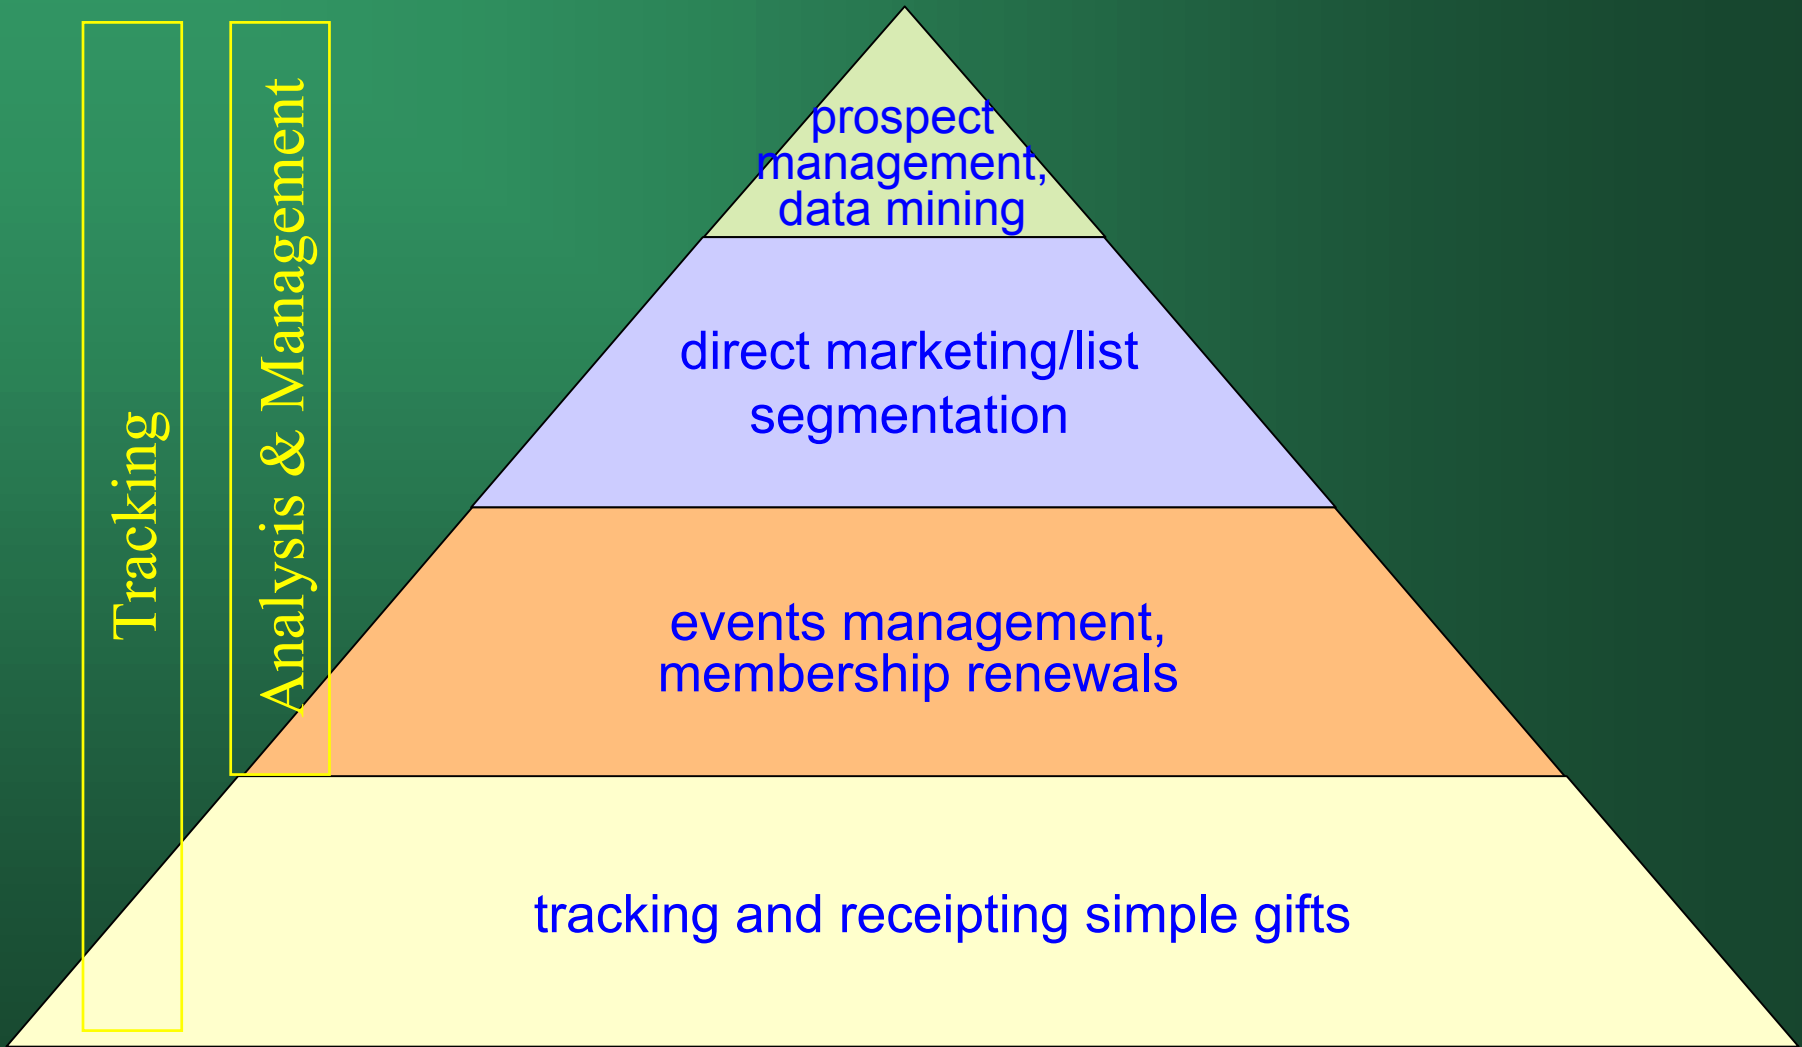 Tracking
Analysis & Management
prospect
management,
data mining
direct marketing/list
segmentation
events management,
membership renewals
tracking and receipting simple gifts